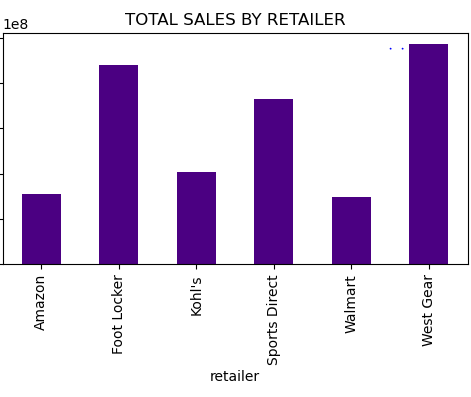 TOTAL SALES BY RETAILER
1e8
Amazon
Foot Locker
Kohl's
Sports Direct
Walmart
West Gear
retailer